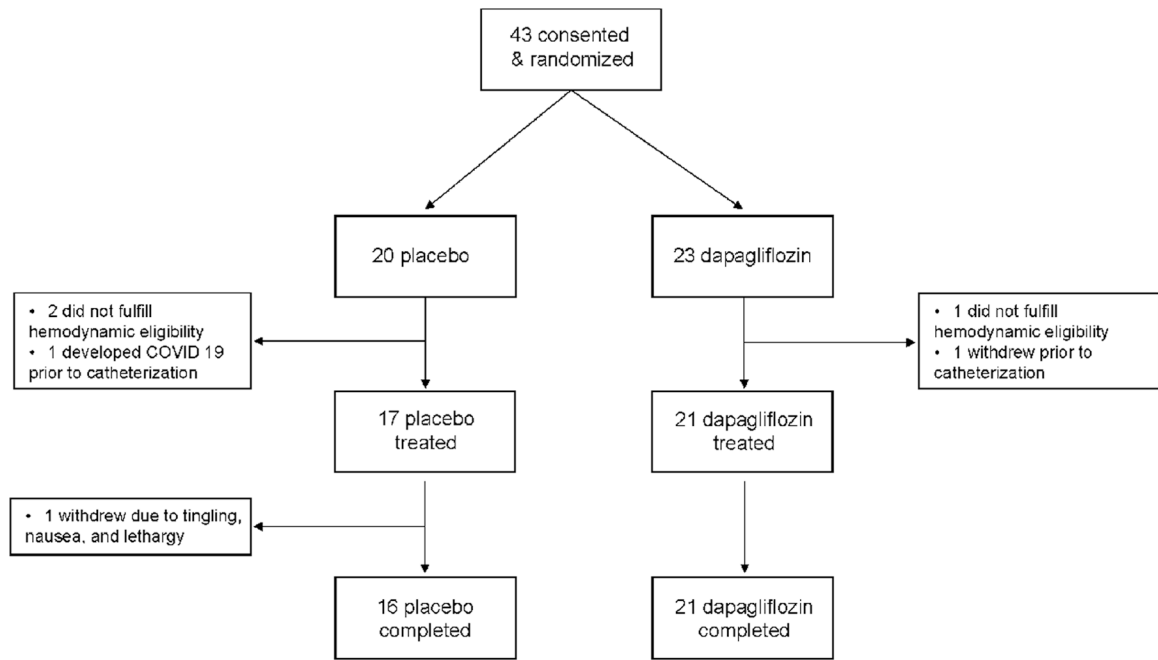 43 consented
& randomized
20 placebo
23 dapagliflozin
• 2 did not fulfill
hemodynamic eligibility
• 1 developed COVID 19
prior to catheterization
• 1 did not fulfill
hemodynamic eligibility
• 1 withdrew prior to
catheterization
17 placebo
treated
21 dapagliflozin
treated
• 1 withdrew due to tingling,
nausea, and lethargy
16 placebo
completed
21 dapagliflozin
completed